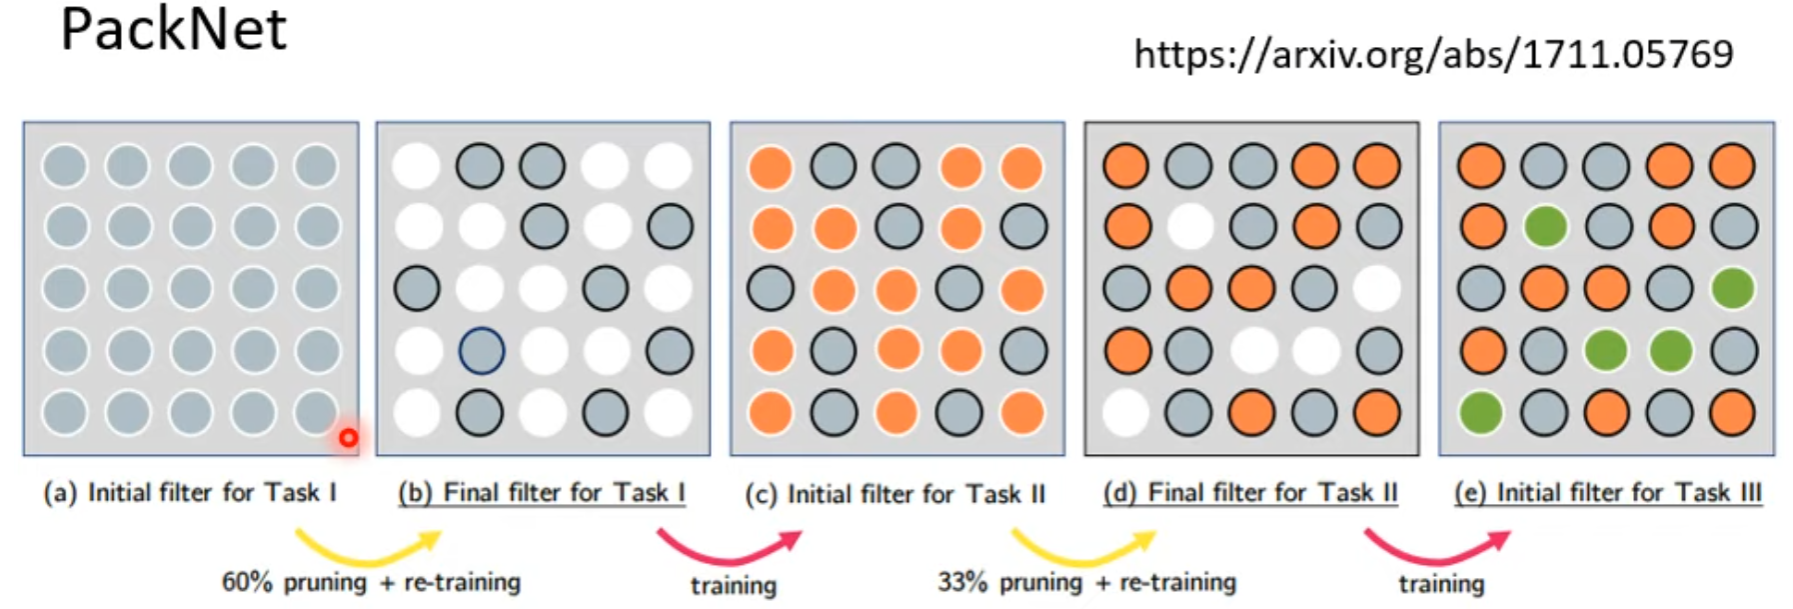 PackNet
https://arxiv.org/abs/1711.05769
(a) Initial filter for Task I
(b) Final filter for Task I
(c) Initial filter for Task II
(d) Final filter for Task II
(e) Initial filter for Task III
60% pruning + re-training
training
33% pruning + re-training
training